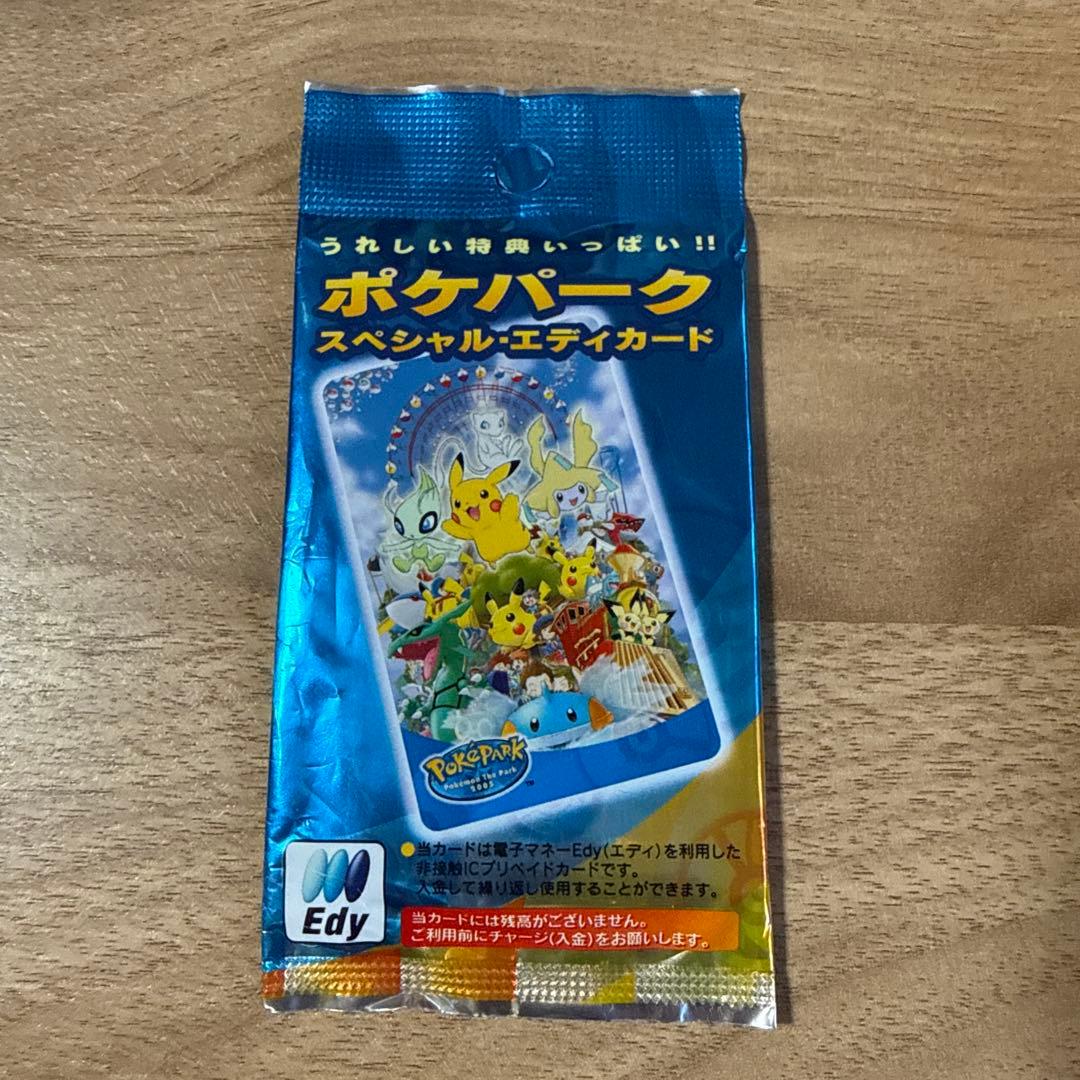 うれしい特典いっぱい!!
ポケパーク
スペシャル・エディカード
POKéPARK
Pokémon The Park
2005
TM
●当カードは電子マネーEdy(エディ)を利用した
非接触ICプリペイドカードです。
入金して繰り返し使用することができます。
Edy
当カードには残高がございません。
ご利用前にチャージ(入金)をお願いします。